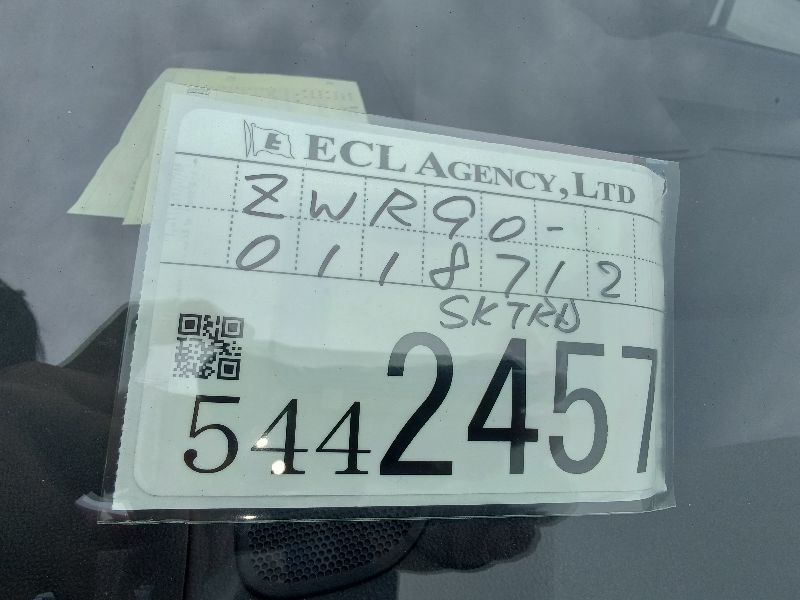 E ECL AGENCY, LTD
ZWR90-
0118712
SKTRD
5442457